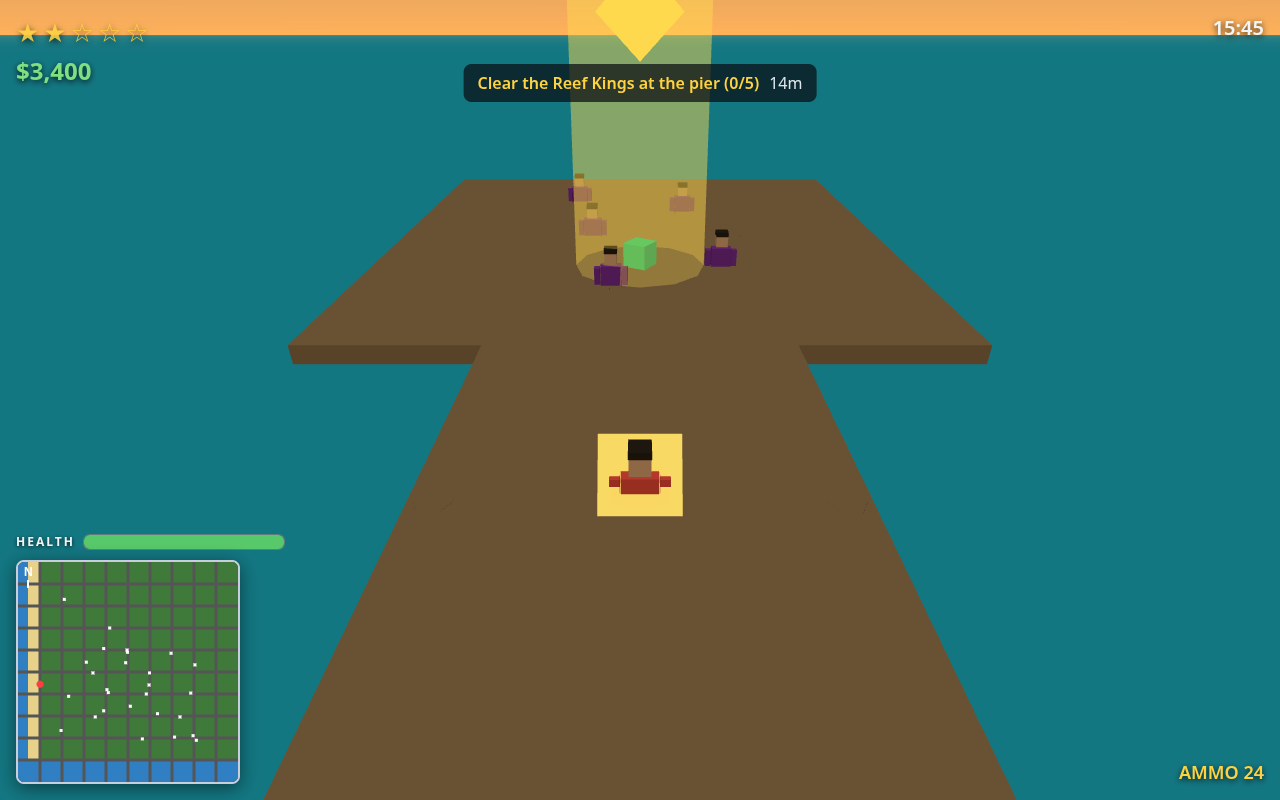 ★★☆☆☆
15:45
$3,400
Clear the Reef Kings at the pier (0/5) 14m
HEALTH
N
AMMO 24